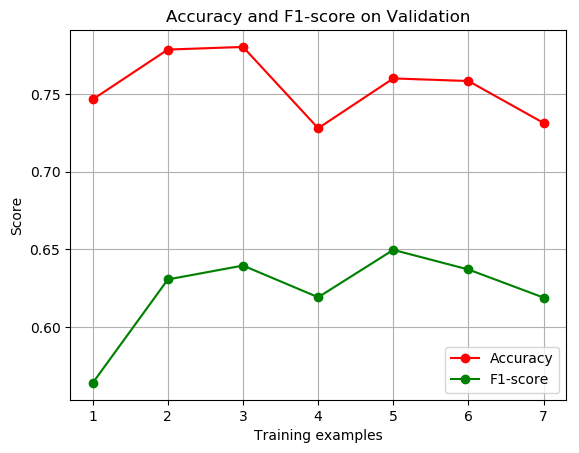 Accuracy and F1-score on Validation
Score
0.75
0.70
0.65
0.60
Accuracy
F1-score
1 2 3 4 5 6 7
Training examples